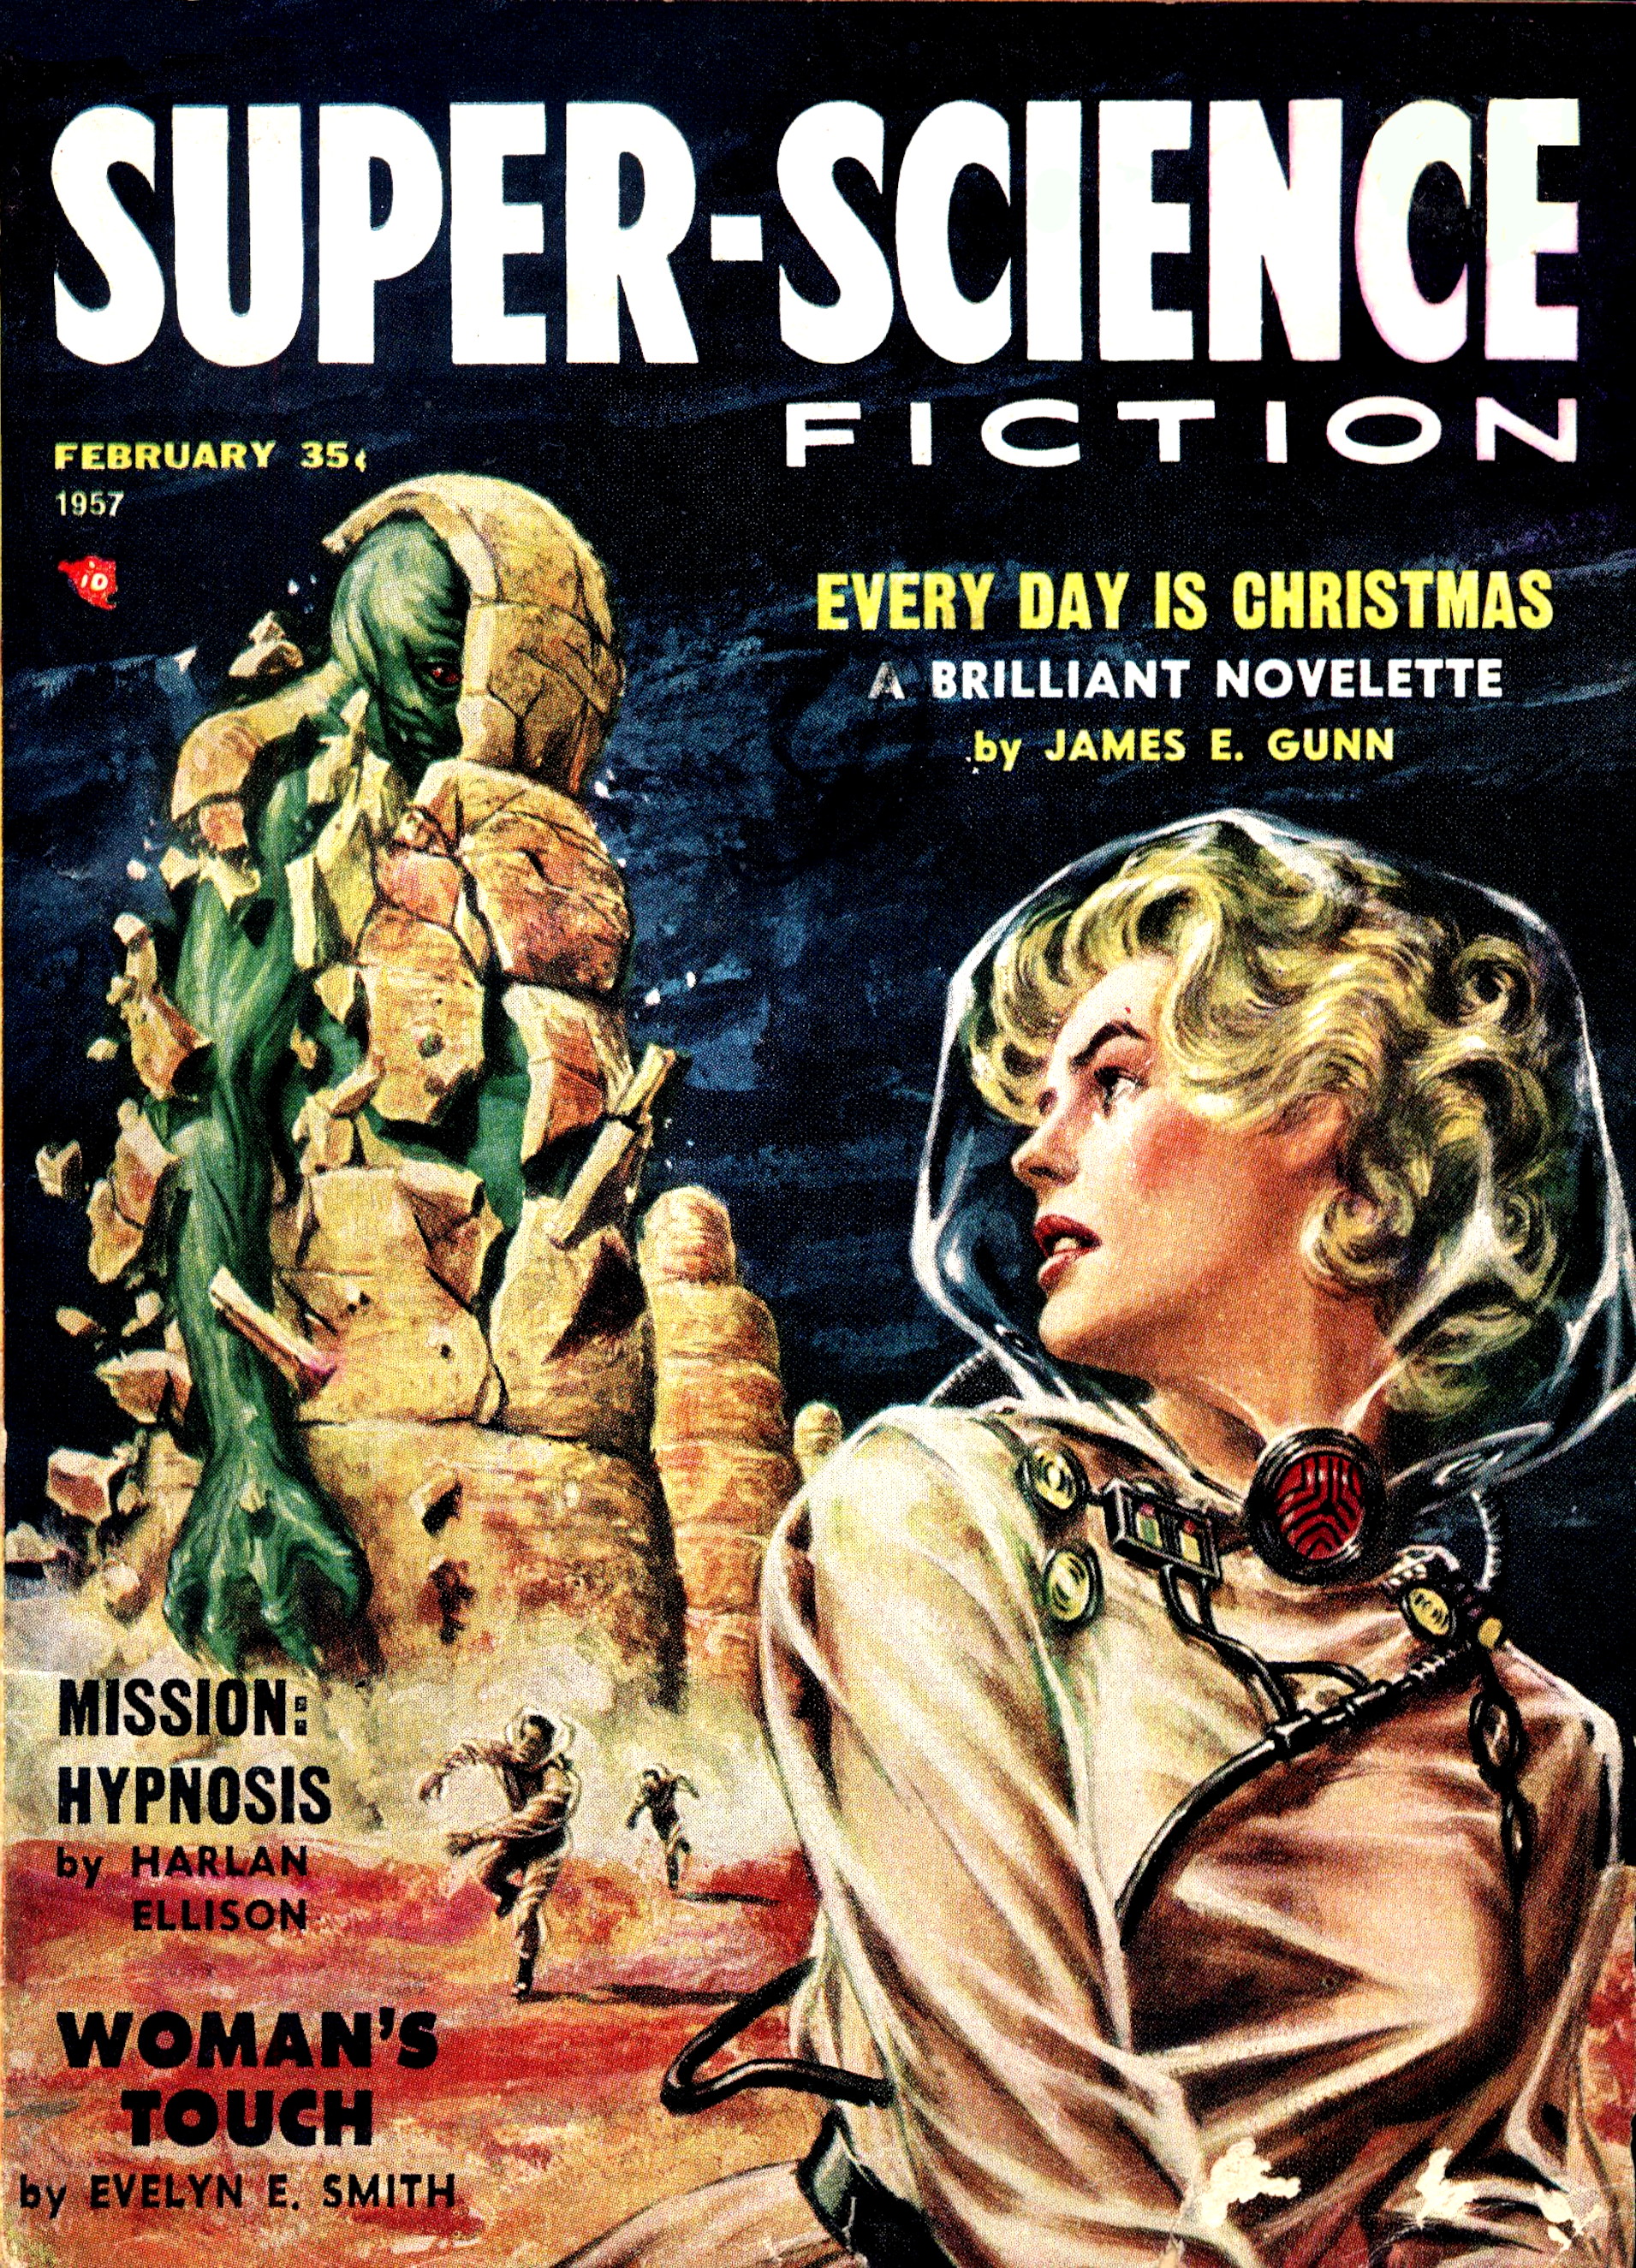 SUPER-SCIENCE
FICTION
FEBRUARY 35¢
1957
10
EVERY DAY IS CHRISTMAS
A BRILLIANT NOVELETTE
by JAMES E. GUNN
MISSION:
HYPNOSIS
by HARLAN
ELLISON
WOMAN'S
TOUCH
by EVELYN E. SMITH